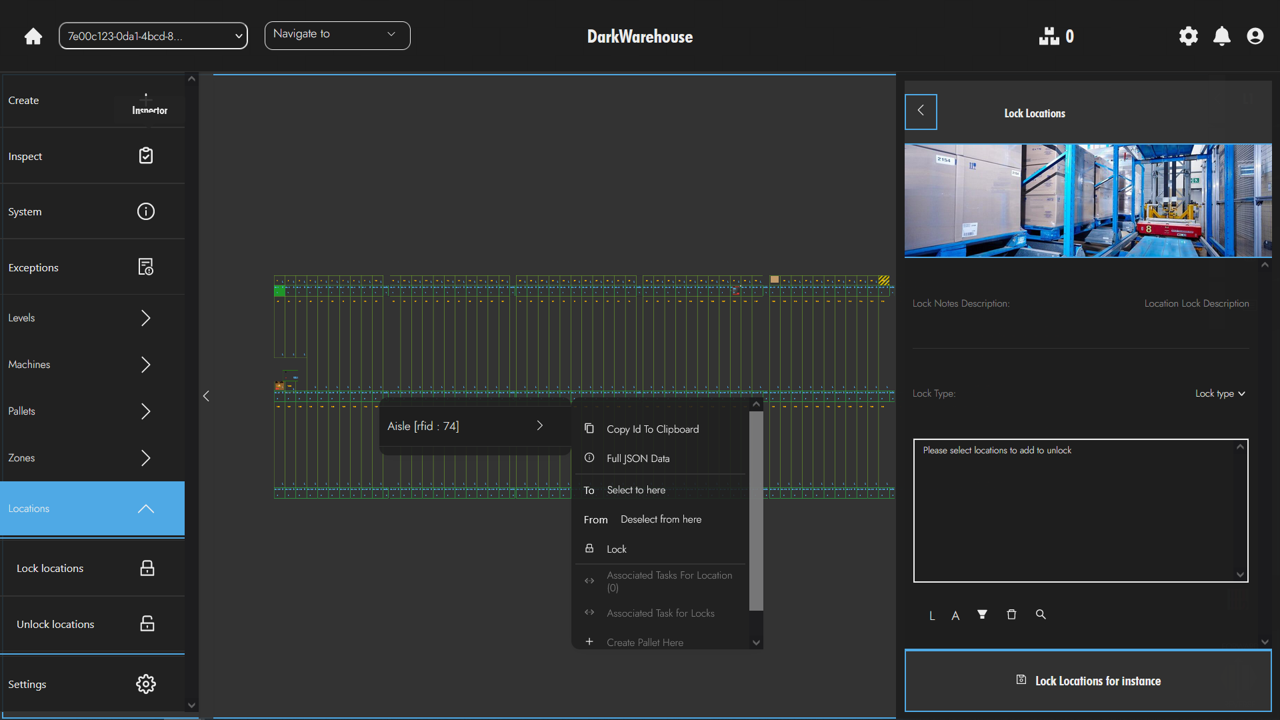 7e00c123-0da1-4bcd-8...
Navigate to
DarkWarehouse
0
Create
Inspector
Inspect
System
Exceptions
Levels
Machines
Pallets
Zones
Locations
Lock locations
Unlock locations
Settings
Aisle [rfid : 74]
Copy Id To Clipboard
Full JSON Data
To Select to here
From Deselect from here
Lock
Associated Tasks For Location
(0)
Associated Task for Locks
Create Pallet Here
Lock Locations
8
Lock Notes Description:
Location Lock Description
Lock Type:
Lock type
Please select locations to add to unlock
L A
Lock Locations for instance